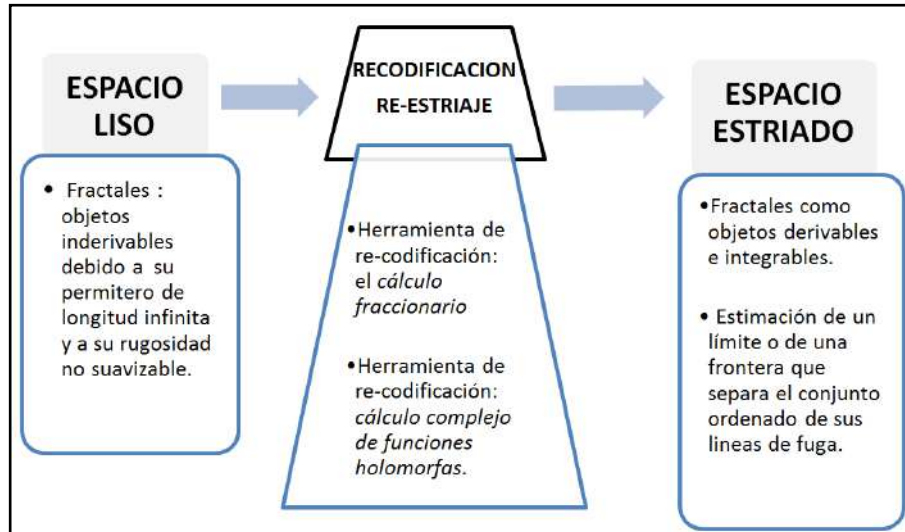 ESPACIO
LISO
• Fractales :
objetos
inderivables
debido a su
permitero de
longitud infinita
y a su rugosidad
no suavizable.
RECODIFICACION
RE-ESTRIAJE
•Herramienta de
re-codificación:
el cálculo
fraccionario
•Herramienta de
re-codificación:
cálculo complejo
de funciones
holomorfas.
ESPACIO
ESTRIADO
•Fractales como
objetos derivables
e integrables.
• Estimación de un
límite o de una
frontera que
separa el conjunto
ordenado de sus
lineas de fuga.